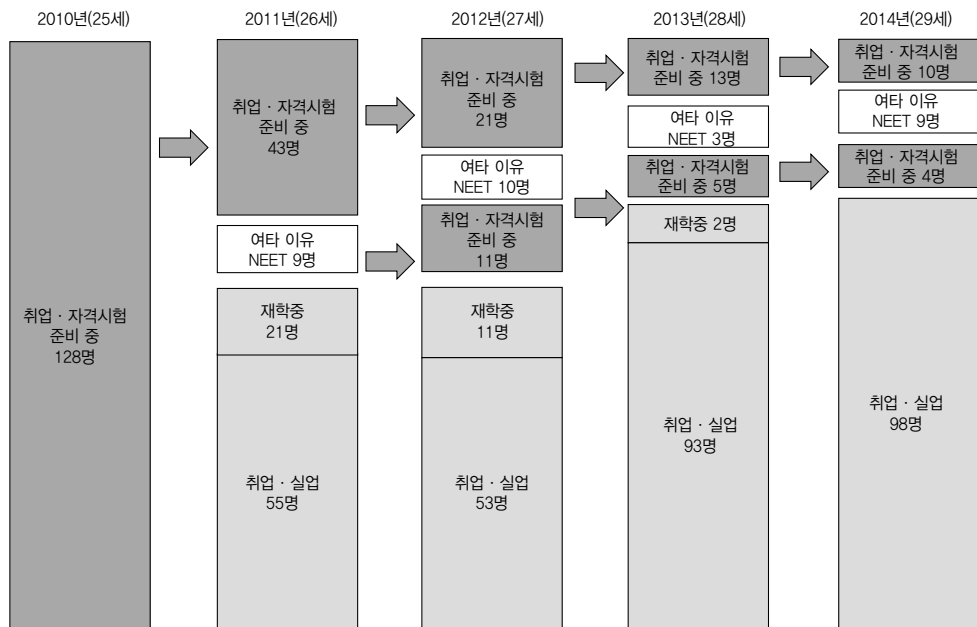 2010년(25세)
2011년(26세)
2012년(27세)
2013년(28세)
2014년(29세)
취업 · 자격시험
준비 중
128명
취업 · 자격시험
준비 중
43명
여타 이유
NEET 9명
재학중
21명
취업 · 실업
55명
취업 · 자격시험
준비 중
21명
여타 이유
NEET 10명
취업 · 자격시험
준비 중
11명
재학중
11명
취업 · 실업
53명
취업 · 자격시험
준비 중 13명
여타 이유
NEET 3명
취업 · 자격시험
준비 중 5명
재학중 2명
취업 · 실업
93명
취업 · 자격시험
준비 중 10명
여타 이유
NEET 9명
취업 · 자격시험
준비 중 4명
취업 · 실업
98명